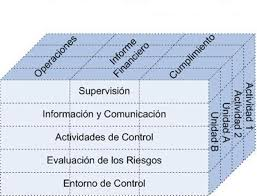 Operaciones
Informe
Financiero
Cumplimiento
Supervisión
Información y Comunicación
Actividades de Control
Evaluación de los Riesgos
Entorno de Control
Unidad B
Unidad A
Actividad 2
Actividad 1